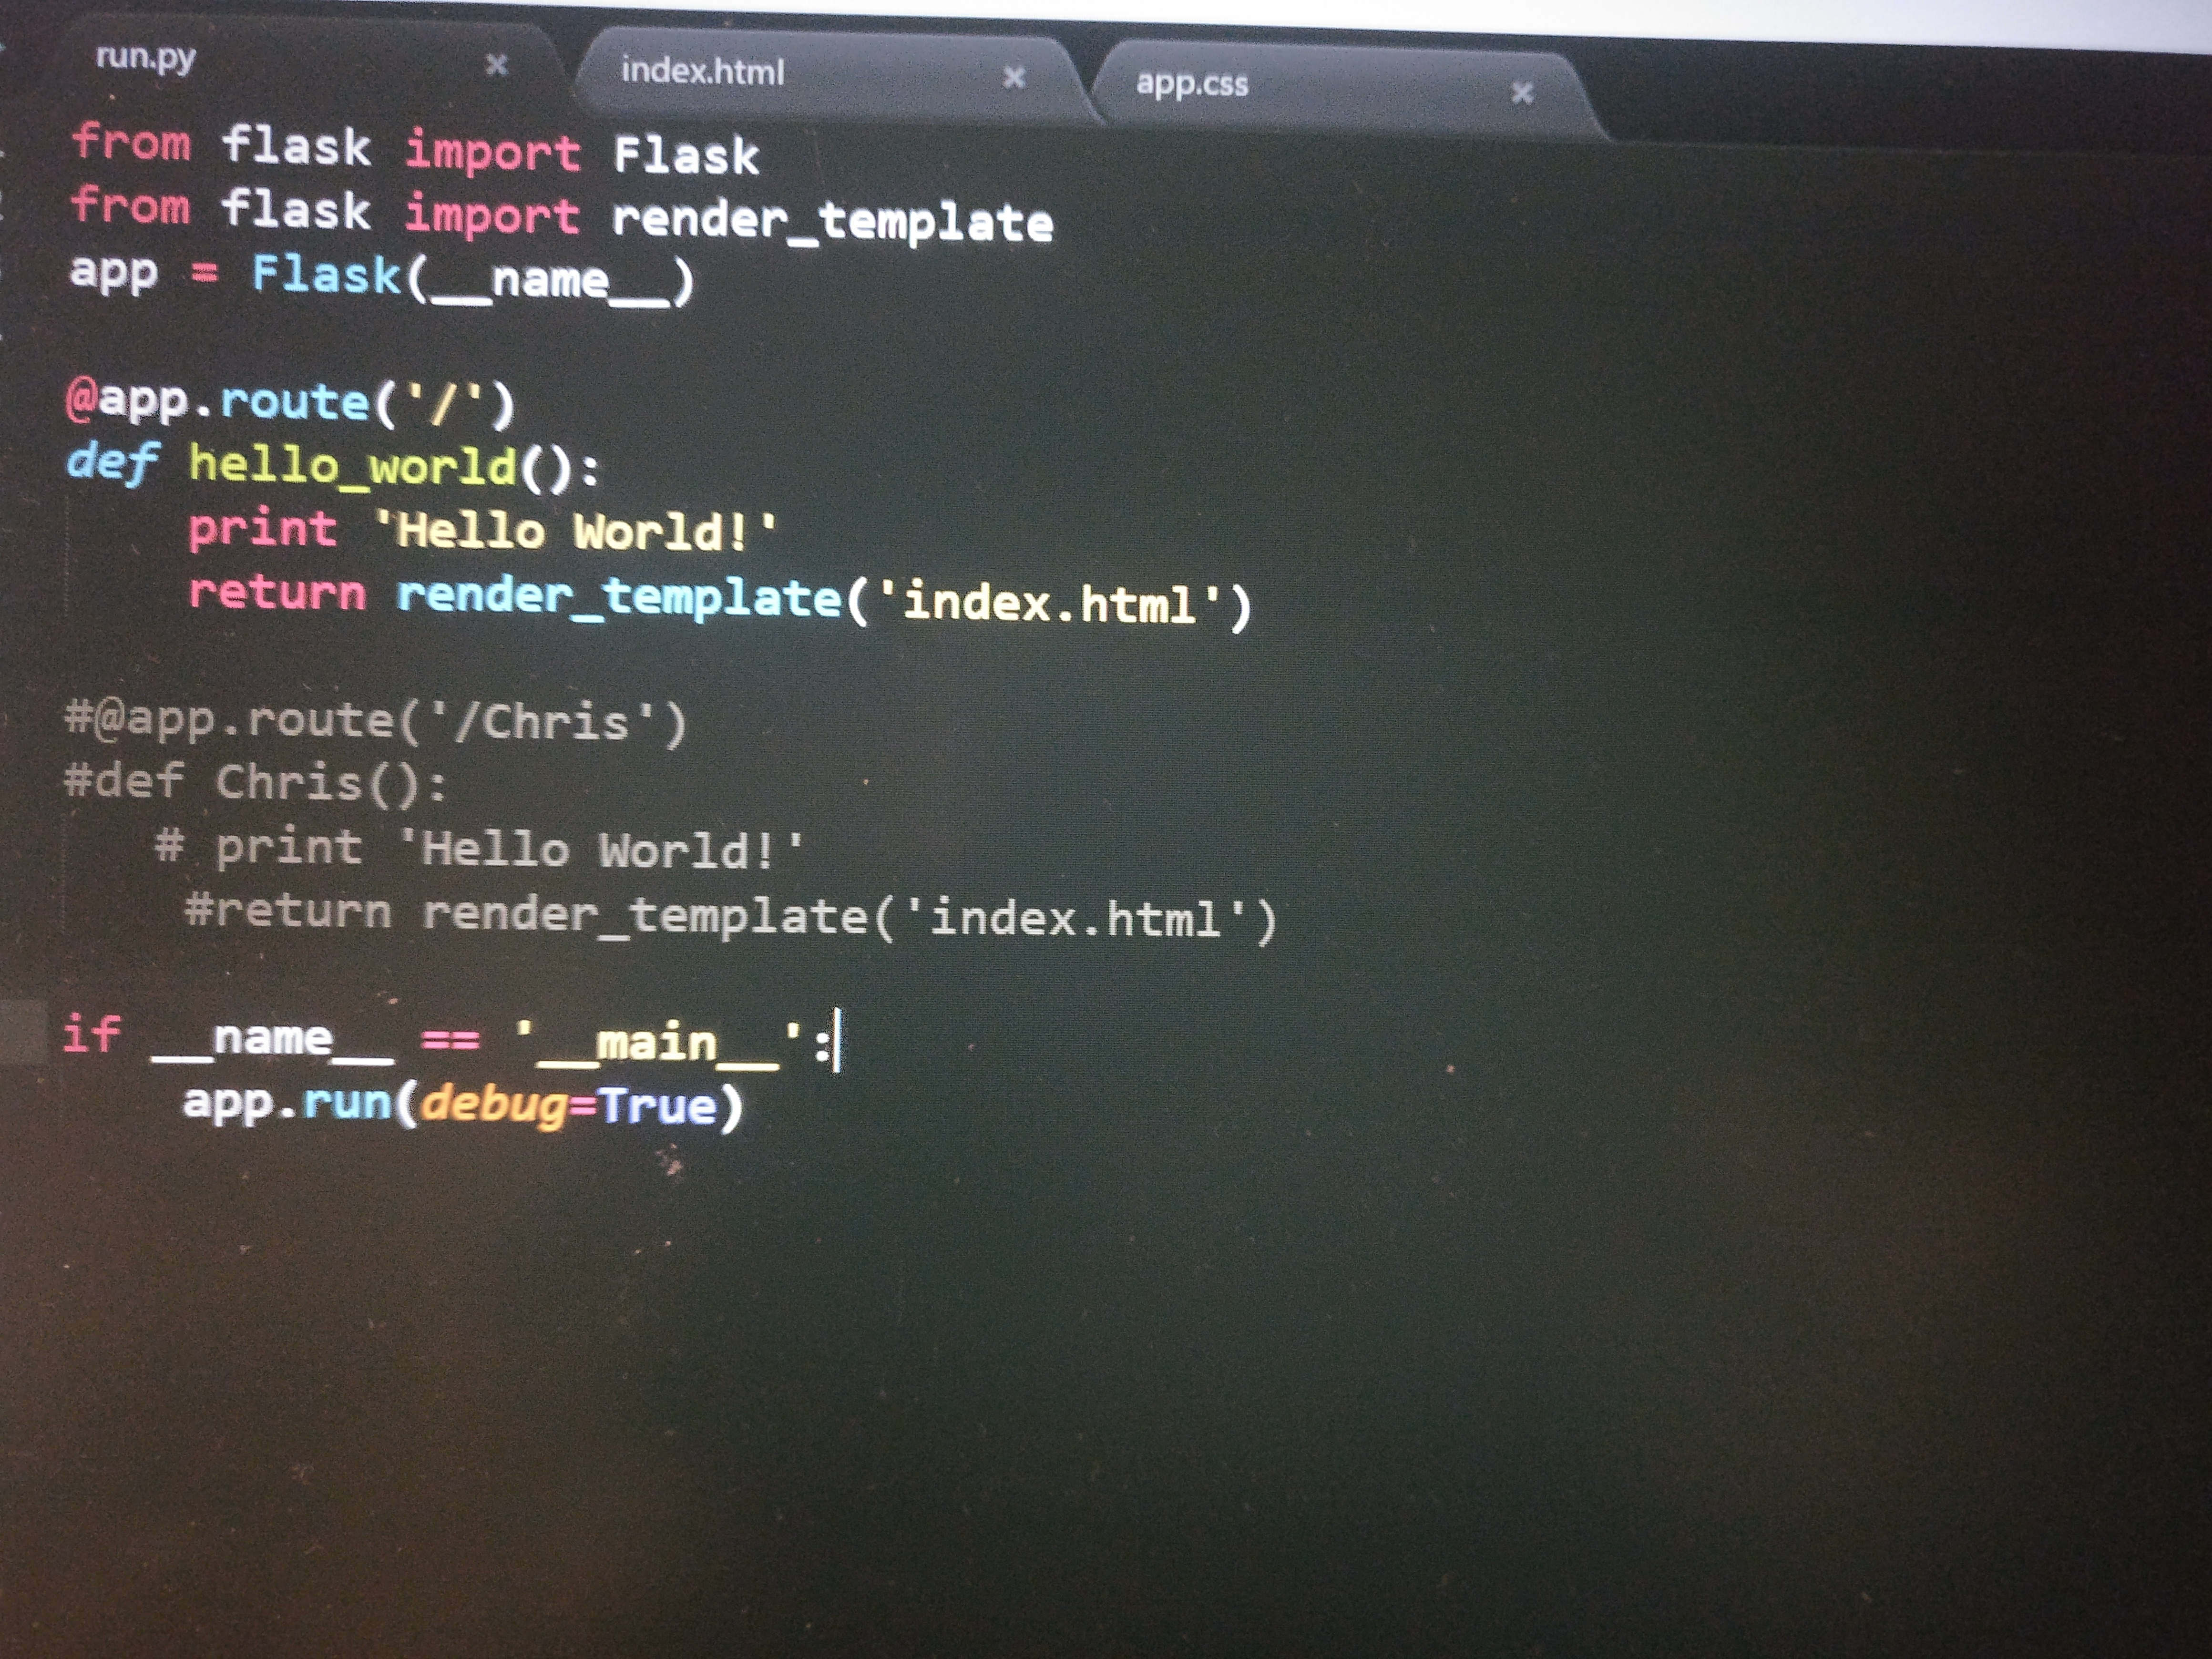 run.py × index.html × app.css ×
from flask import Flask
from flask import render_template
app = Flask(__name__)
@app.route('/')
def hello_world():
    print 'Hello World!'
    return render_template('index.html')
#@app.route('/Chris')
#def Chris():
   # print 'Hello World!'
    #return render_template('index.html')
if __name__ == '__main__':
    app.run(debug=True)